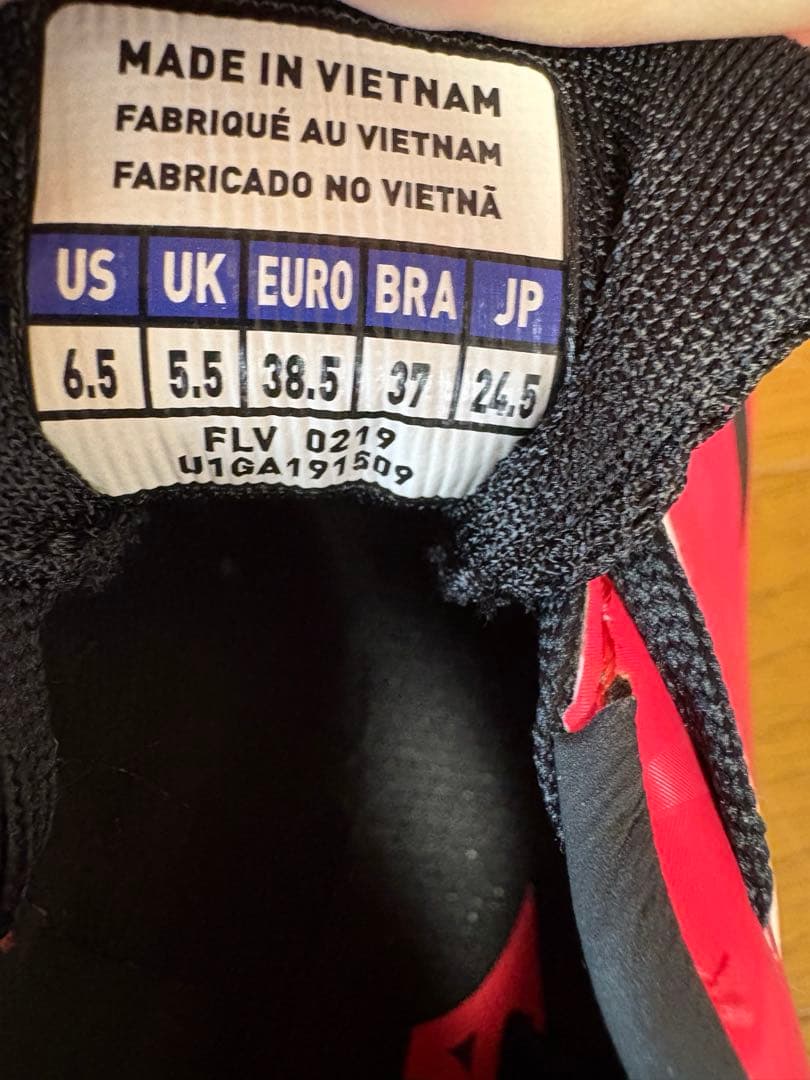 MADE IN VIETNAM
FABRIQUÉ AU VIETNAM
FABRICADO NO VIETNÃ
US UK EURO BRA JP
6.5 5.5 38.5 37 24.5
FLV 0219
U1GA191509